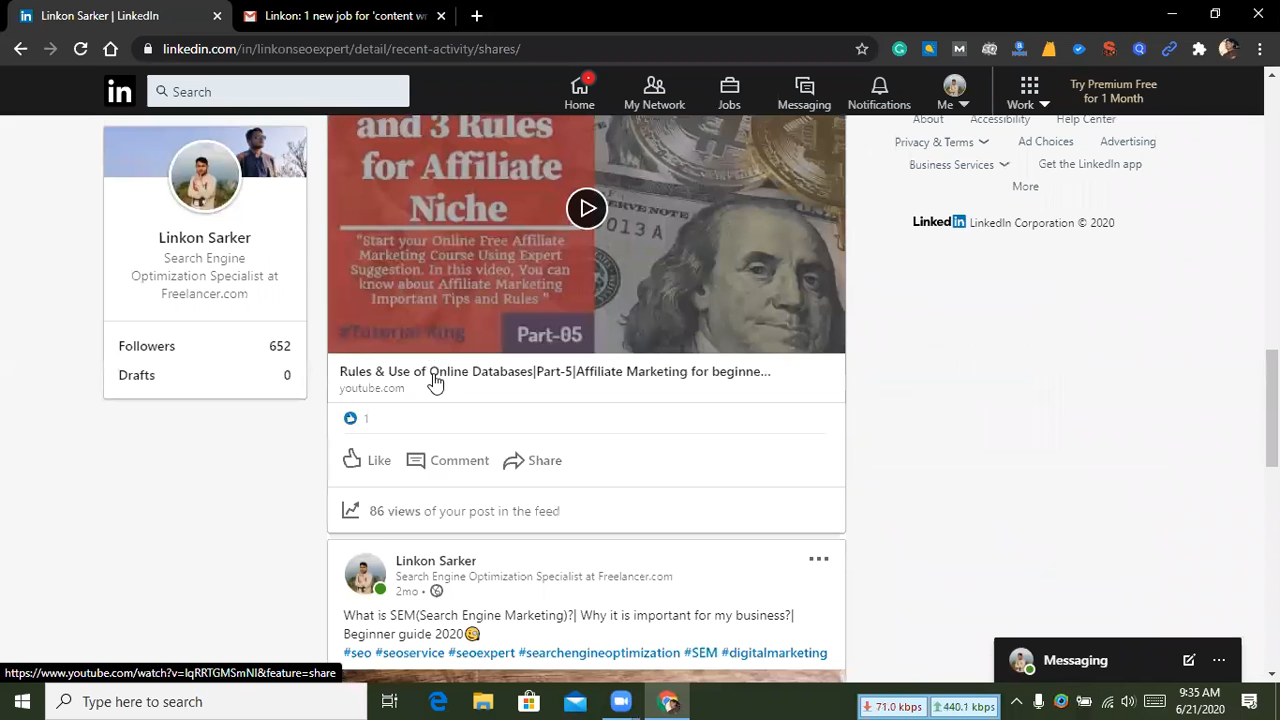 Linkon Sarker | LinkedIn
Linkon: 1 new job for 'content wr
linkedin.com/in/linkonseoexpert/detail/recent-activity/shares/
in
Search
Home
My Network
Jobs
Messaging
Notifications
Me
Work
Try Premium Free
for 1 Month
Linkon Sarker
Search Engine
Optimization Specialist at
Freelancer.com
Followers 652
Drafts 0
and 3 Rules
for Affiliate
Niche
"Start your Online Free Affiliate
Marketing Course Using Expert
Suggestion. In this video, You can
know about Affiliate Marketing
Important Tips and Rules "
#Tutorial King
Part-05
Rules & Use of Online Databases|Part-5|Affiliate Marketing for beginne...
youtube.com
1
Like Comment Share
86 views of your post in the feed
Linkon Sarker
Search Engine Optimization Specialist at Freelancer.com
2mo •
What is SEM(Search Engine Marketing)?| Why it is important for my business?|
Beginner guide 2020
#seo #seoservice #seoexpert #searchengineoptimization #SEM #digitalmarketing
About Accessibility Help Center
Privacy & Terms Ad Choices Advertising
Business Services Get the LinkedIn app
More
LinkedIn LinkedIn Corporation © 2020
Messaging
https://www.youtube.com/watch?v=lqRRTGMSmNI&feature=share
Type here to search
71.0 kbps
440.1 kbps
9:35 AM
6/21/2020